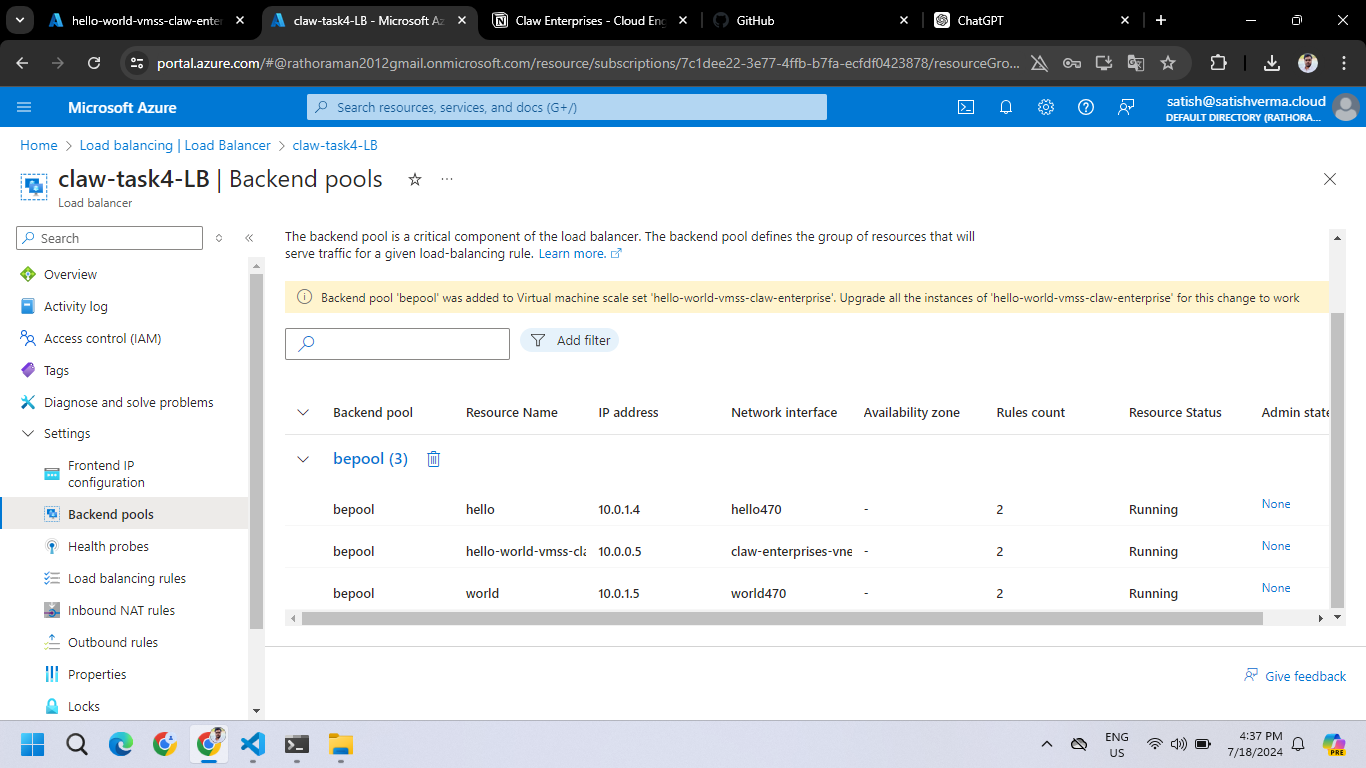 hello-world-vmss-claw-enter
claw-task4-LB - Microsoft Az
Claw Enterprises - Cloud Eng
GitHub
ChatGPT
portal.azure.com/#@rathoraman2012gmail.onmicrosoft.com/resource/subscriptions/7c1dee22-3e77-4ffb-b7fa-ecfdf0423878/resourceGro...
Microsoft Azure
Search resources, services, and docs (G+/)
satish@satishverma.cloud
DEFAULT DIRECTORY (RATHORA...
Home > Load balancing | Load Balancer > claw-task4-LB
claw-task4-LB | Backend pools
Load balancer
Search
Overview
Activity log
Access control (IAM)
Tags
Diagnose and solve problems
Settings
Frontend IP
configuration
Backend pools
Health probes
Load balancing rules
Inbound NAT rules
Outbound rules
Properties
Locks
The backend pool is a critical component of the load balancer. The backend pool defines the group of resources that will
serve traffic for a given load-balancing rule. Learn more.
Backend pool 'bepool' was added to Virtual machine scale set 'hello-world-vmss-claw-enterprise'. Upgrade all the instances of 'hello-world-vmss-claw-enterprise' for this change to work
Add filter
Backend pool Resource Name IP address Network interface Availability zone Rules count Resource Status Admin state
bepool (3)
bepool hello 10.0.1.4 hello470 - 2 Running None
bepool hello-world-vmss-cla 10.0.0.5 claw-enterprises-vne - 2 Running None
bepool world 10.0.1.5 world470 - 2 Running None
Give feedback
ENG
US
4:37 PM
7/18/2024
PRE